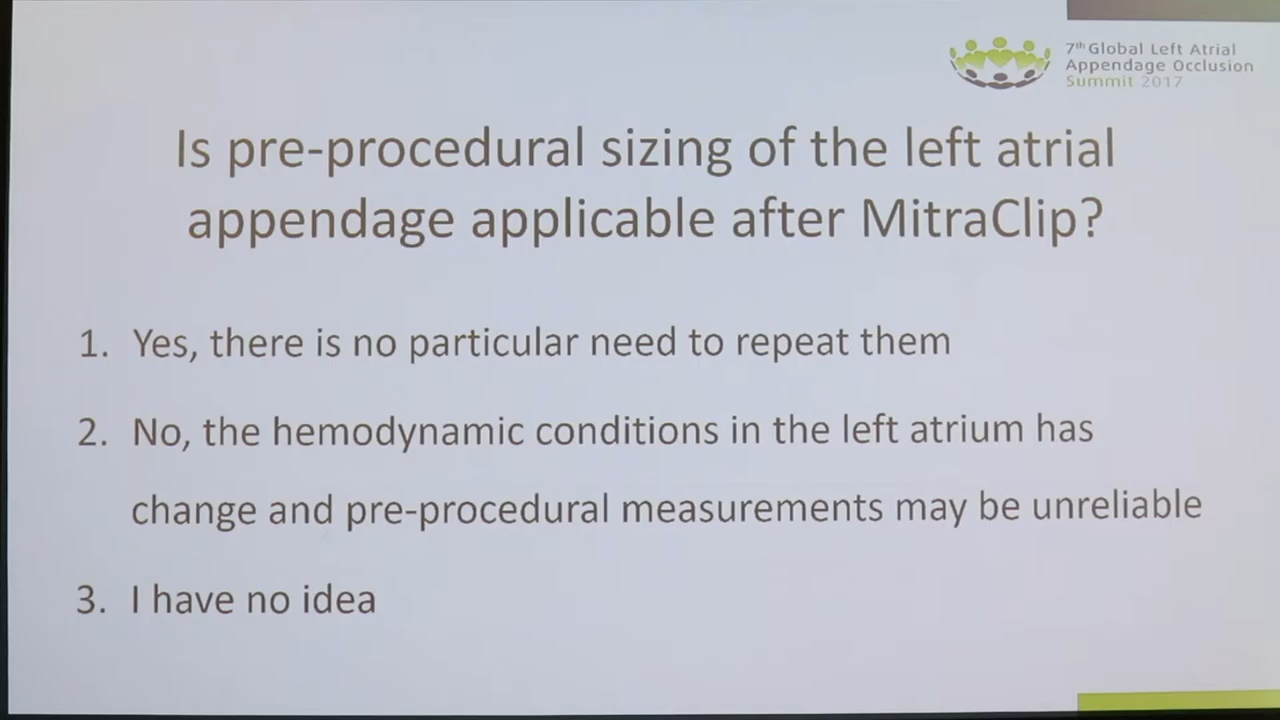 7th Global Left Atrial
Appendage Occlusion
Summit 2017
Is pre-procedural sizing of the left atrial
appendage applicable after MitraClip?
1. Yes, there is no particular need to repeat them
2. No, the hemodynamic conditions in the left atrium has
change and pre-procedural measurements may be unreliable
3. I have no idea